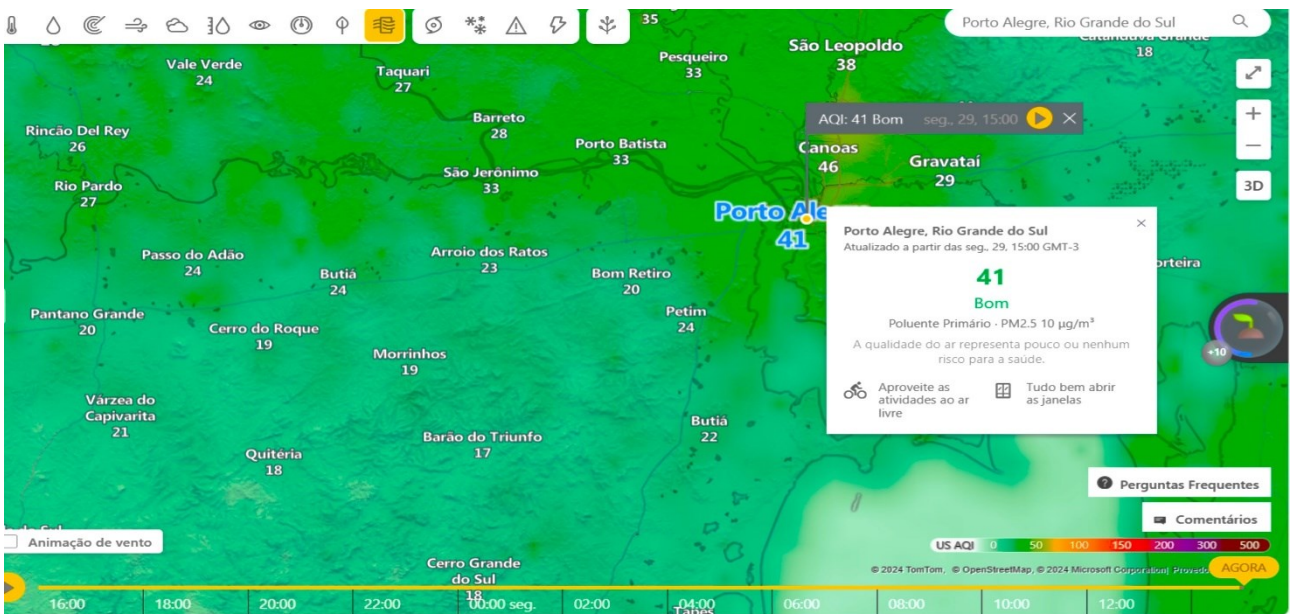 Porto Alegre, Rio Grande do Sul
35
18
Vale Verde
24
Taquari
27
Pesqueiro
33
São Leopoldo
38
AQI: 41 Bom seg., 29, 15:00
Rincão Del Rey
26
Barreto
28
Porto Batista
33
Canoas
46
Gravataí
29
3D
São Jerônimo
33
Rio Pardo
27
Porto Alegre
41
Porto Alegre, Rio Grande do Sul
Atualizado a partir das seg., 29, 15:00 GMT-3
41
Bom
Poluente Primário · PM2.5 10 µg/m³
A qualidade do ar representa pouco ou nenhum
risco para a saúde.
Aproveite as
atividades ao ar
livre
Tudo bem abrir
as janelas
Passo do Adão
24
Butiá
24
Arroio dos Ratos
23
Bom Retiro
20
orteira
Pantano Grande
20
Cerro do Roque
19
Petim
24
+10
Morrinhos
19
Várzea do
Capivarita
21
Butiá
22
Barão do Triunfo
17
Quitéria
18
Perguntas Frequentes
Comentários
Animação de vento
US AQI 0 50 100 150 200 300 500
Cerro Grande
do Sul
18
© 2024 TomTom, © OpenStreetMap, © 2024 Microsoft Corporation| Provedo
AGORA
16:00 18:00 20:00 22:00 00:00 seg. 02:00 04:00 06:00 08:00 10:00 12:00
Tapes